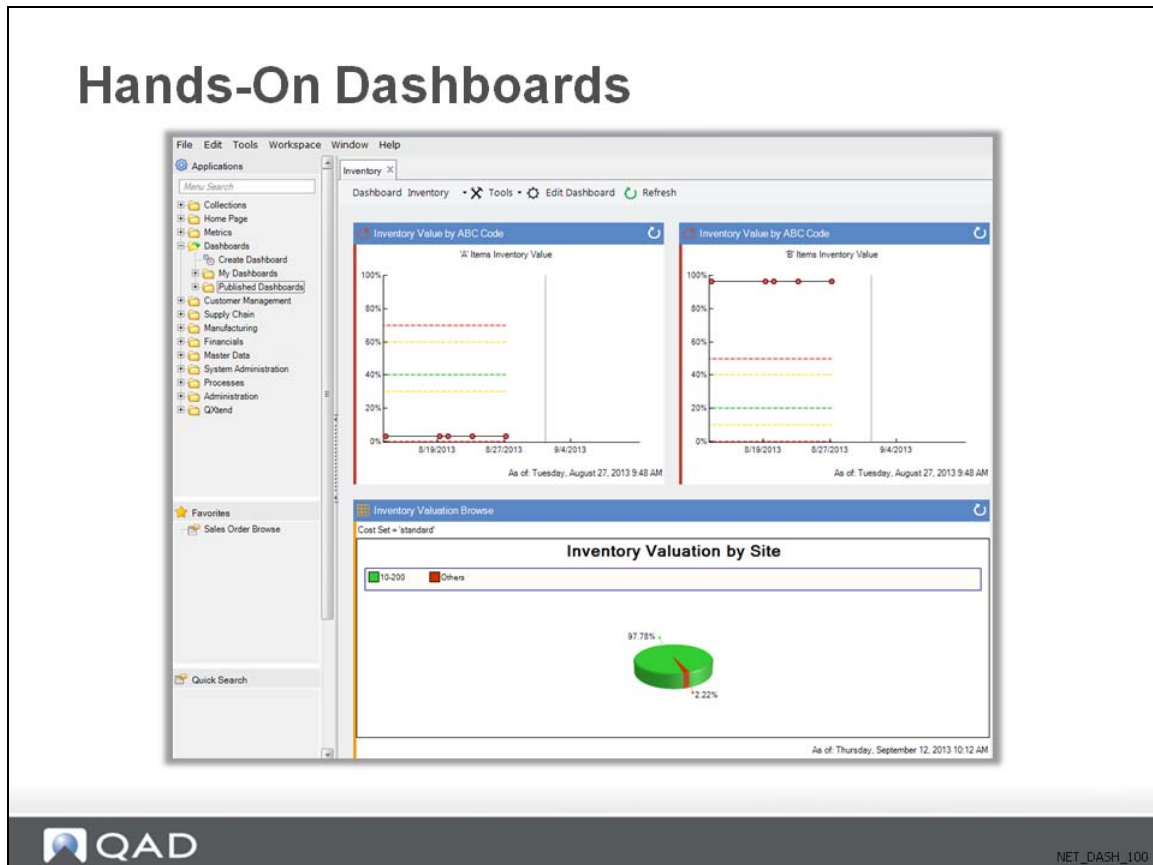 Hands-On Dashboards
File Edit Tools Workspace Window Help
Applications
Menu Search
Collections
Home Page
Metrics
Dashboards
Create Dashboard
My Dashboards
Published Dashboards
Customer Management
Supply Chain
Manufacturing
Financials
Master Data
System Administration
Processes
Administration
QXtend
Favorites
Sales Order Browse
Quick Search
Inventory
Dashboard Inventory Tools Edit Dashboard Refresh
Inventory Value by ABC Code
'A' Items Inventory Value
100%
80%
60%
40%
20%
0%
8/19/2013 8/27/2013 9/4/2013
As of: Tuesday, August 27, 2013 9:48 AM
Inventory Value by ABC Code
'B' Items Inventory Value
100%
80%
60%
40%
20%
0%
8/19/2013 8/27/2013 9/4/2013
As of: Tuesday, August 27, 2013 9:48 AM
Inventory Valuation Browse
Cost Set = 'standard'
Inventory Valuation by Site
10-200 Others
97.78%
2.22%
As of: Thursday, September 12, 2013 10:12 AM
QAD
NET_DASH_100